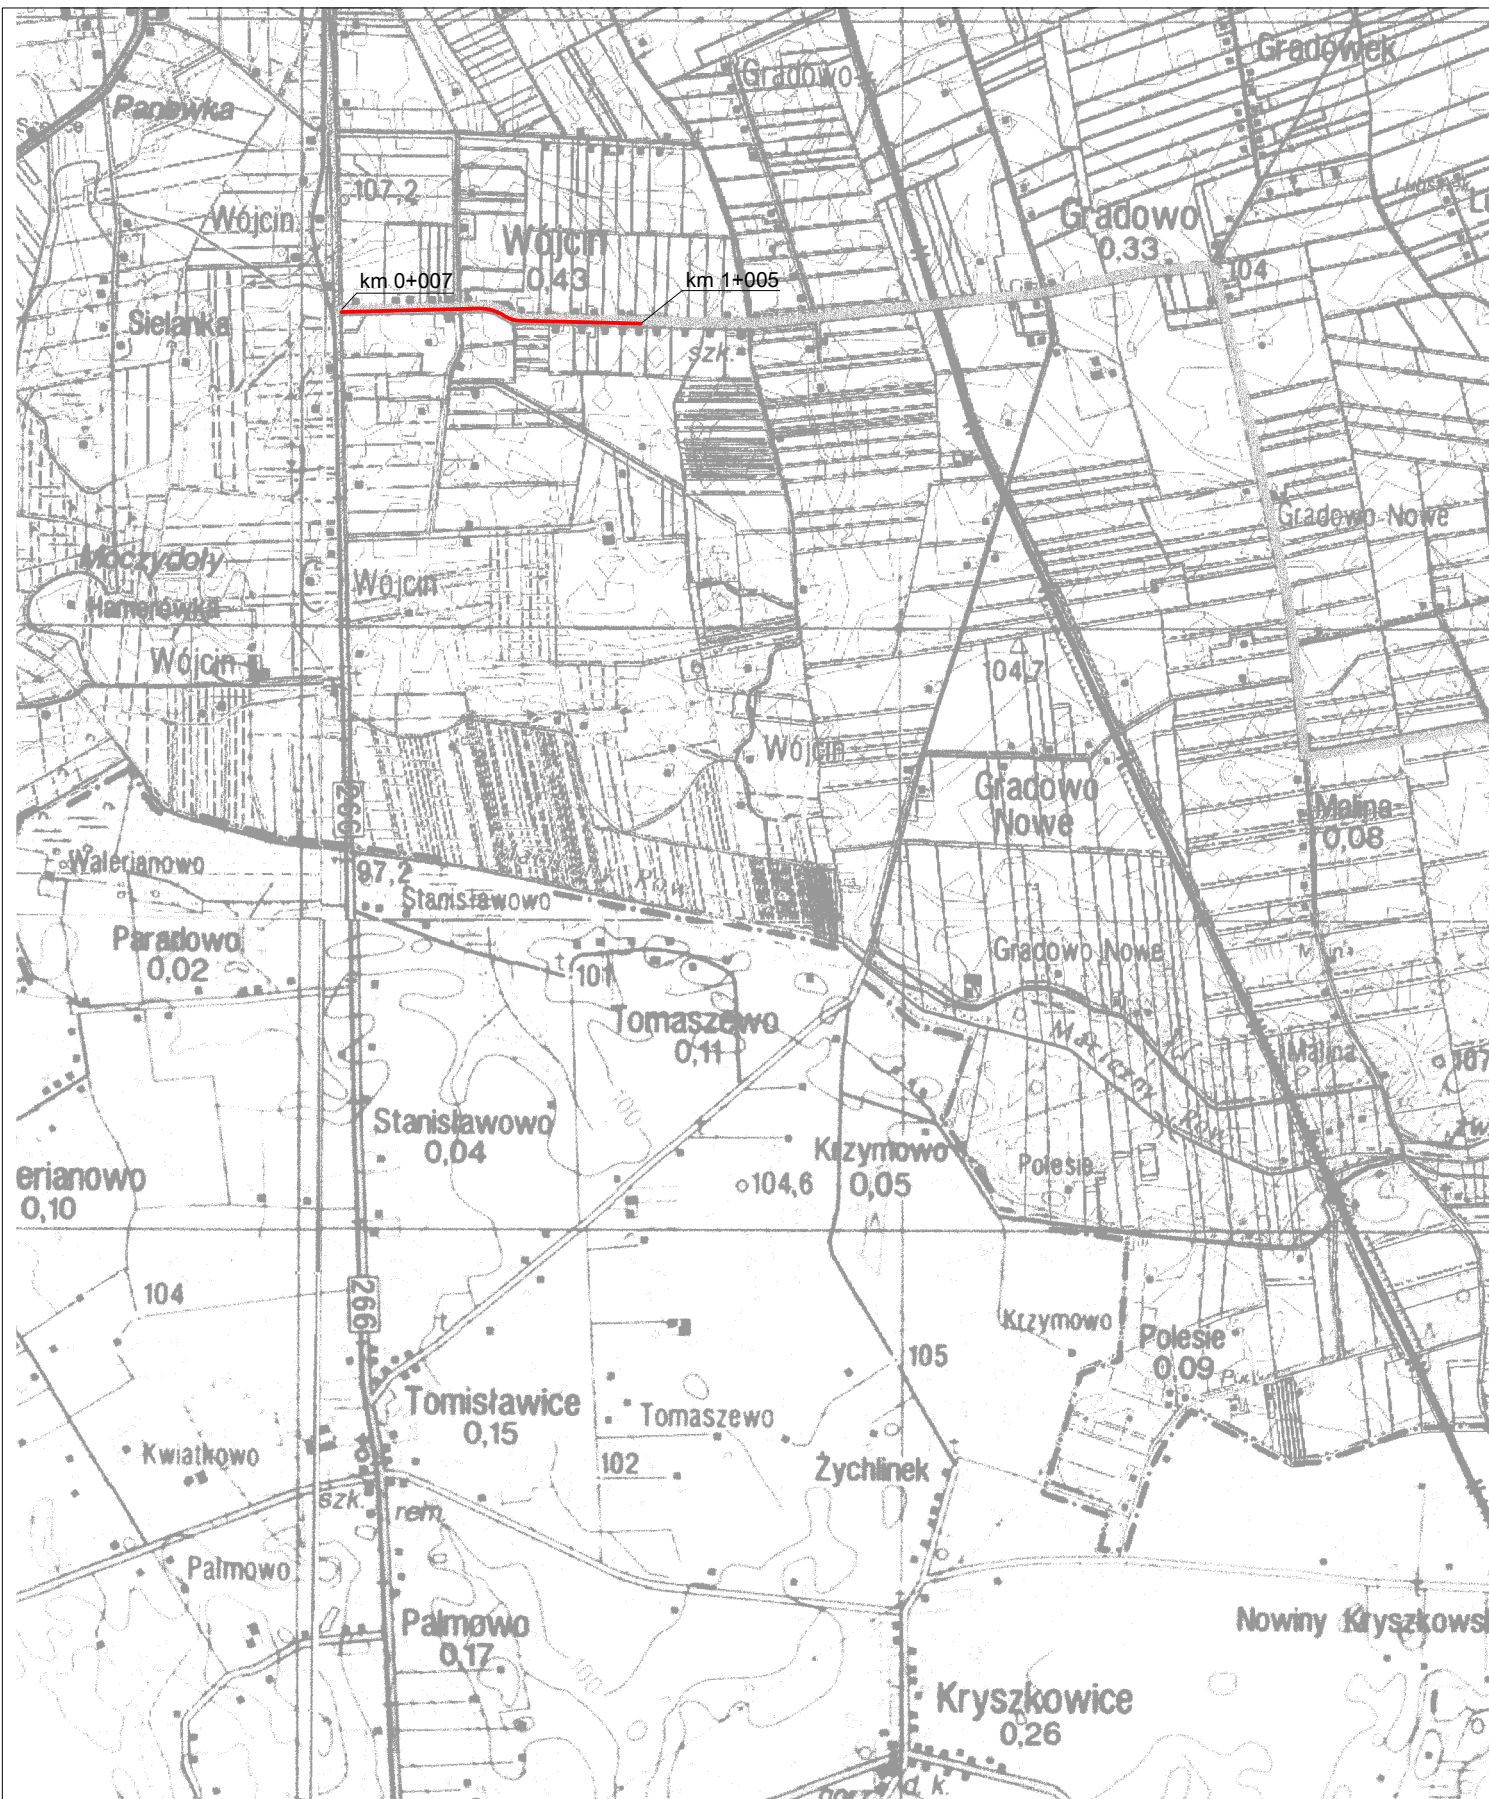 Gradówek
Gradowo
Paniewka
107,2
Wójcin
Wójcin
0,43
Gradowo
0.33
104
km 0+007
km 1+005
Sielanka
szk.
Gradowo Nowe
Moczydoły
Hamerówka
Wójcin
Wójcin
104,7
Wójcin
266
Gradowo
Nowe
Malina
0,08
Walerianowo
97,2
Stanisławowo
Paradowo
0,02
101
Gradowo Nowe
Tomaszewo
0,11
Malina
107
100
Stanisławowo
0,04
Krzymowo
0,05
Polesie
104,6
erianowo
0,10
104
266
Krzymowo
Polesie
0,09
105
Tomisławice
0,15
Tomaszewo
Kwiatkowo
102
Żychlinek
szk.
rem.
Palmowo
Palmowo
0,17
100
Nowiny Kryszkowsk
Kryszkowice
0,26
d. k.